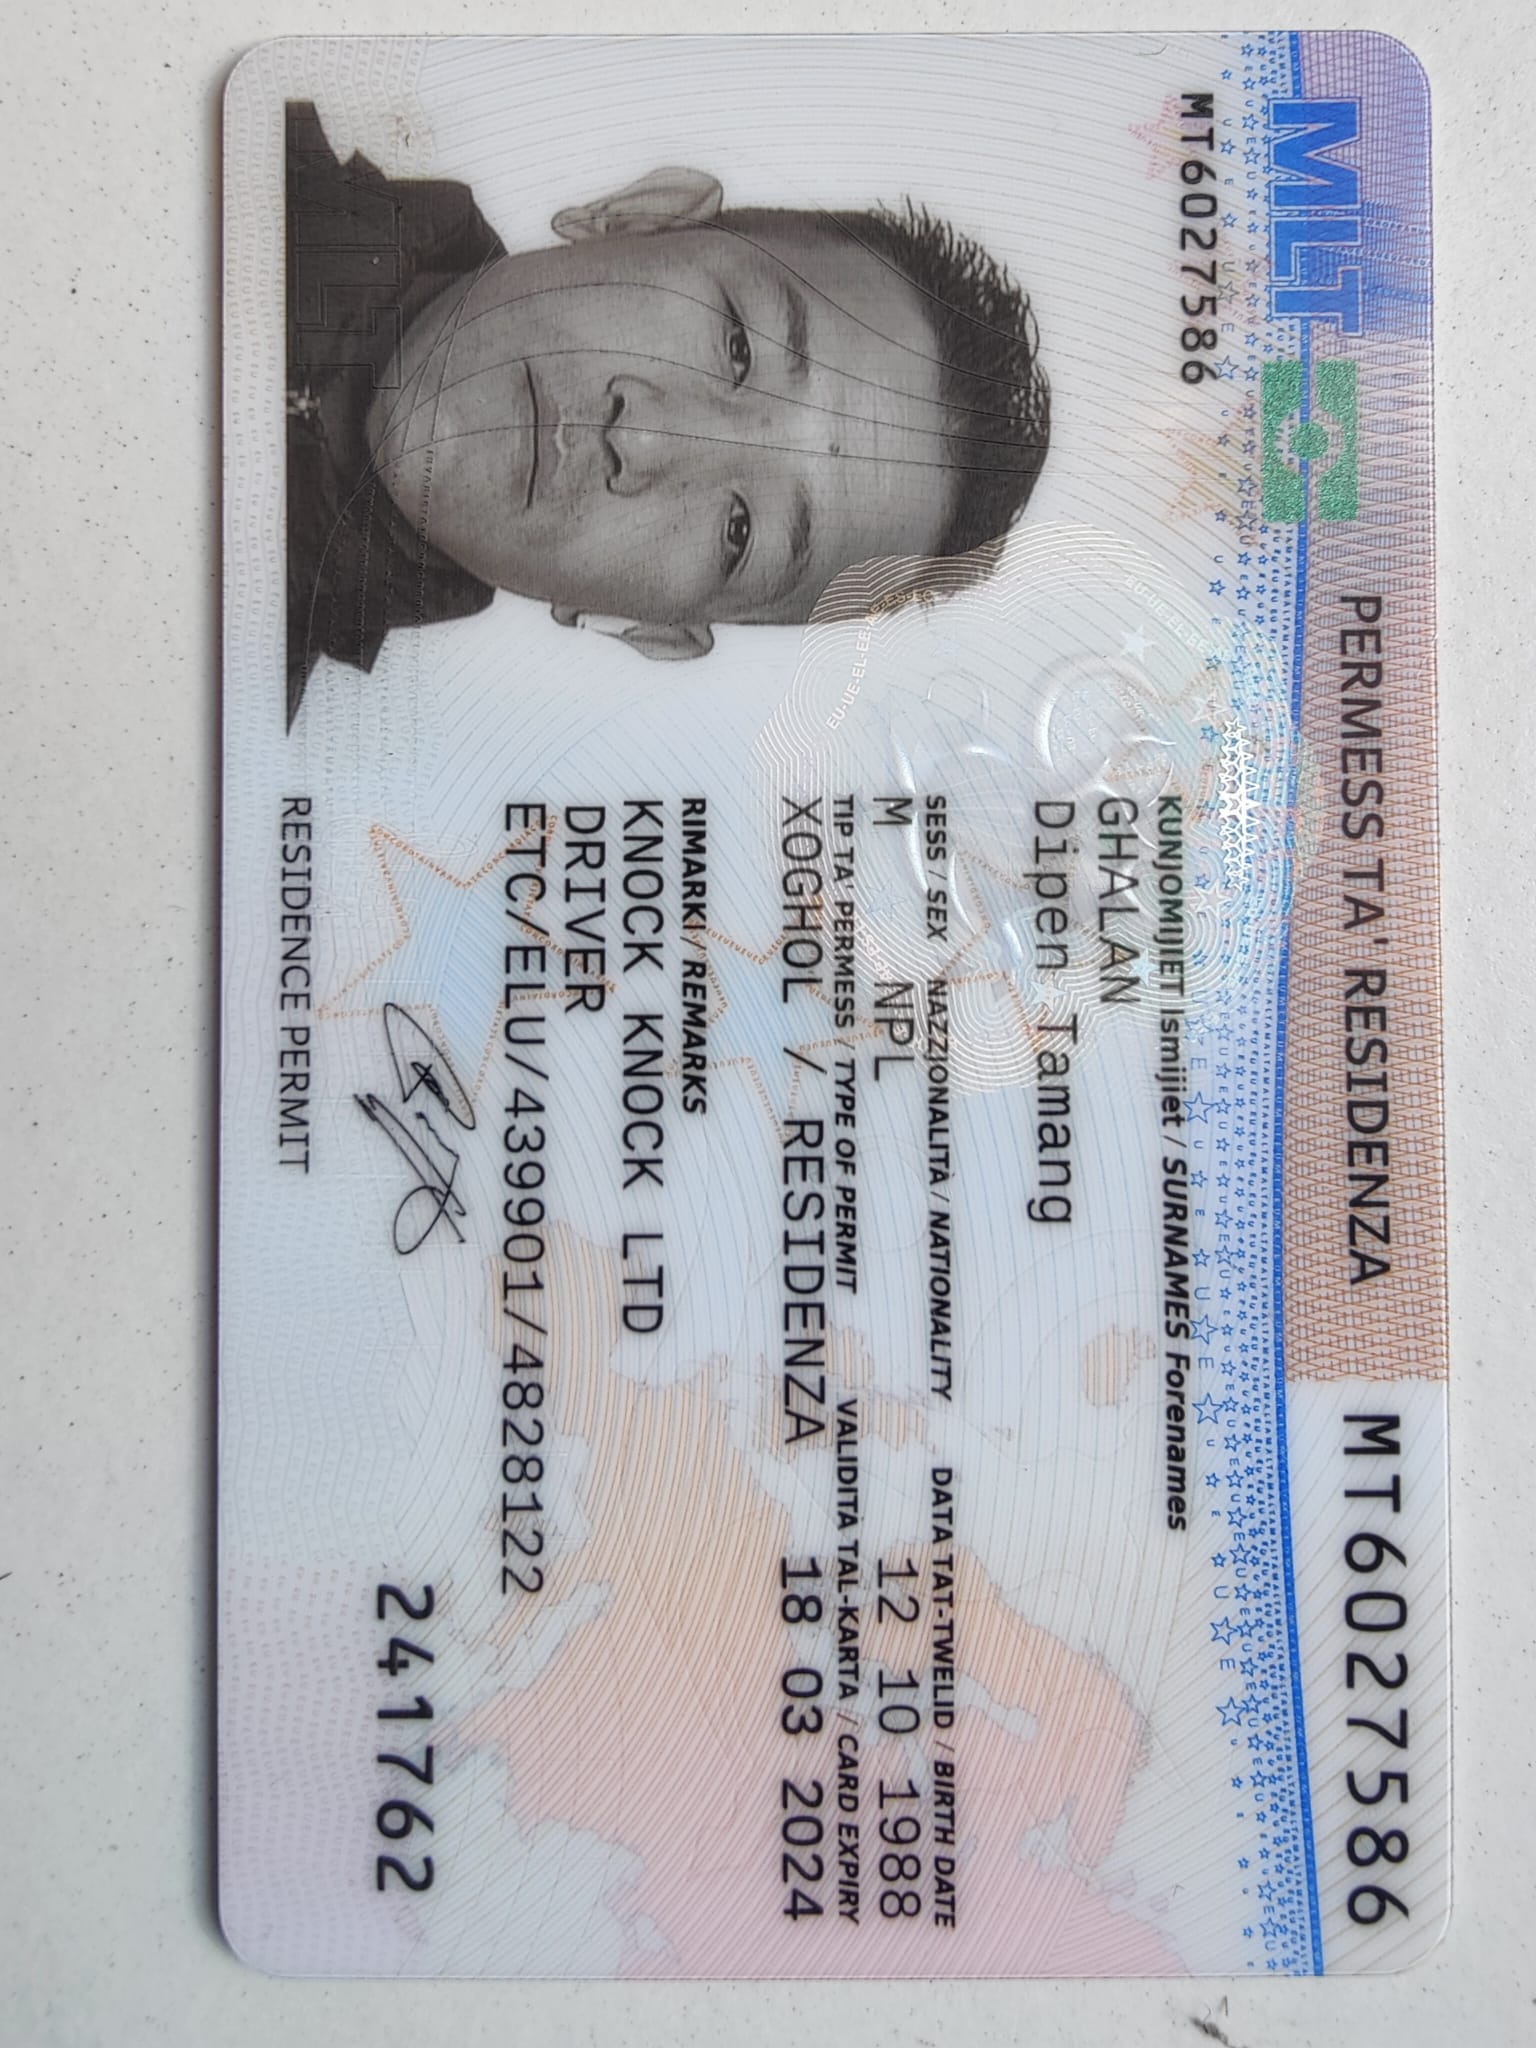 MLT
PERMESS TA' RESIDENZA
MT6027586
MT6027586
KUNJOMIJIET Ismijiet / SURNAMES Forenames
GHALAN
Dipen Tamang
SESS / SEX NAZZJONALITÀ / NATIONALITY DATA TAT-TWELID / BIRTH DATE
M NPL 12 10 1988
TIP TA' PERMESS / TYPE OF PERMIT VALIDITÀ TAL-KARTA / CARD EXPIRY
XOGHOL / RESIDENZA 18 03 2024
RIMARKI / REMARKS
KNOCK KNOCK LTD
DRIVER
ETC/ELU/439901/4828122
241762
MLT
RESIDENCE PERMIT